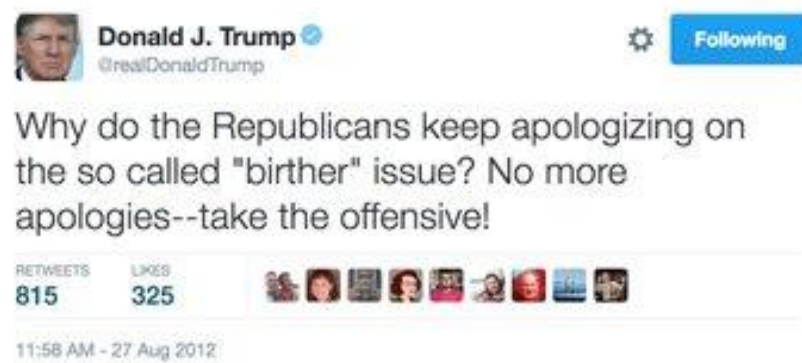 Donald J. Trump
@realDonaldTrump
Following
Why do the Republicans keep apologizing on
the so called "birther" issue? No more
apologies--take the offensive!
RETWEETS LIKES
815 325
11:58 AM - 27 Aug 2012